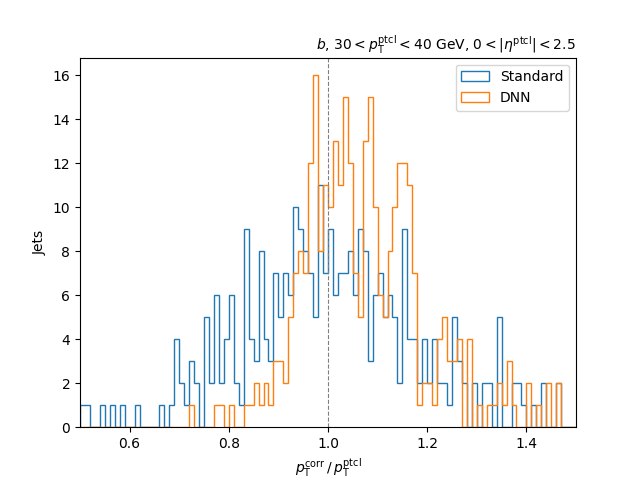 b, 30 < p_T^ptcl < 40 GeV, 0 < |η^ptcl| < 2.5
Standard
DNN
16
14
12
10
8
6
4
2
0
Jets
0.6 0.8 1.0 1.2 1.4
p_T^corr / p_T^ptcl